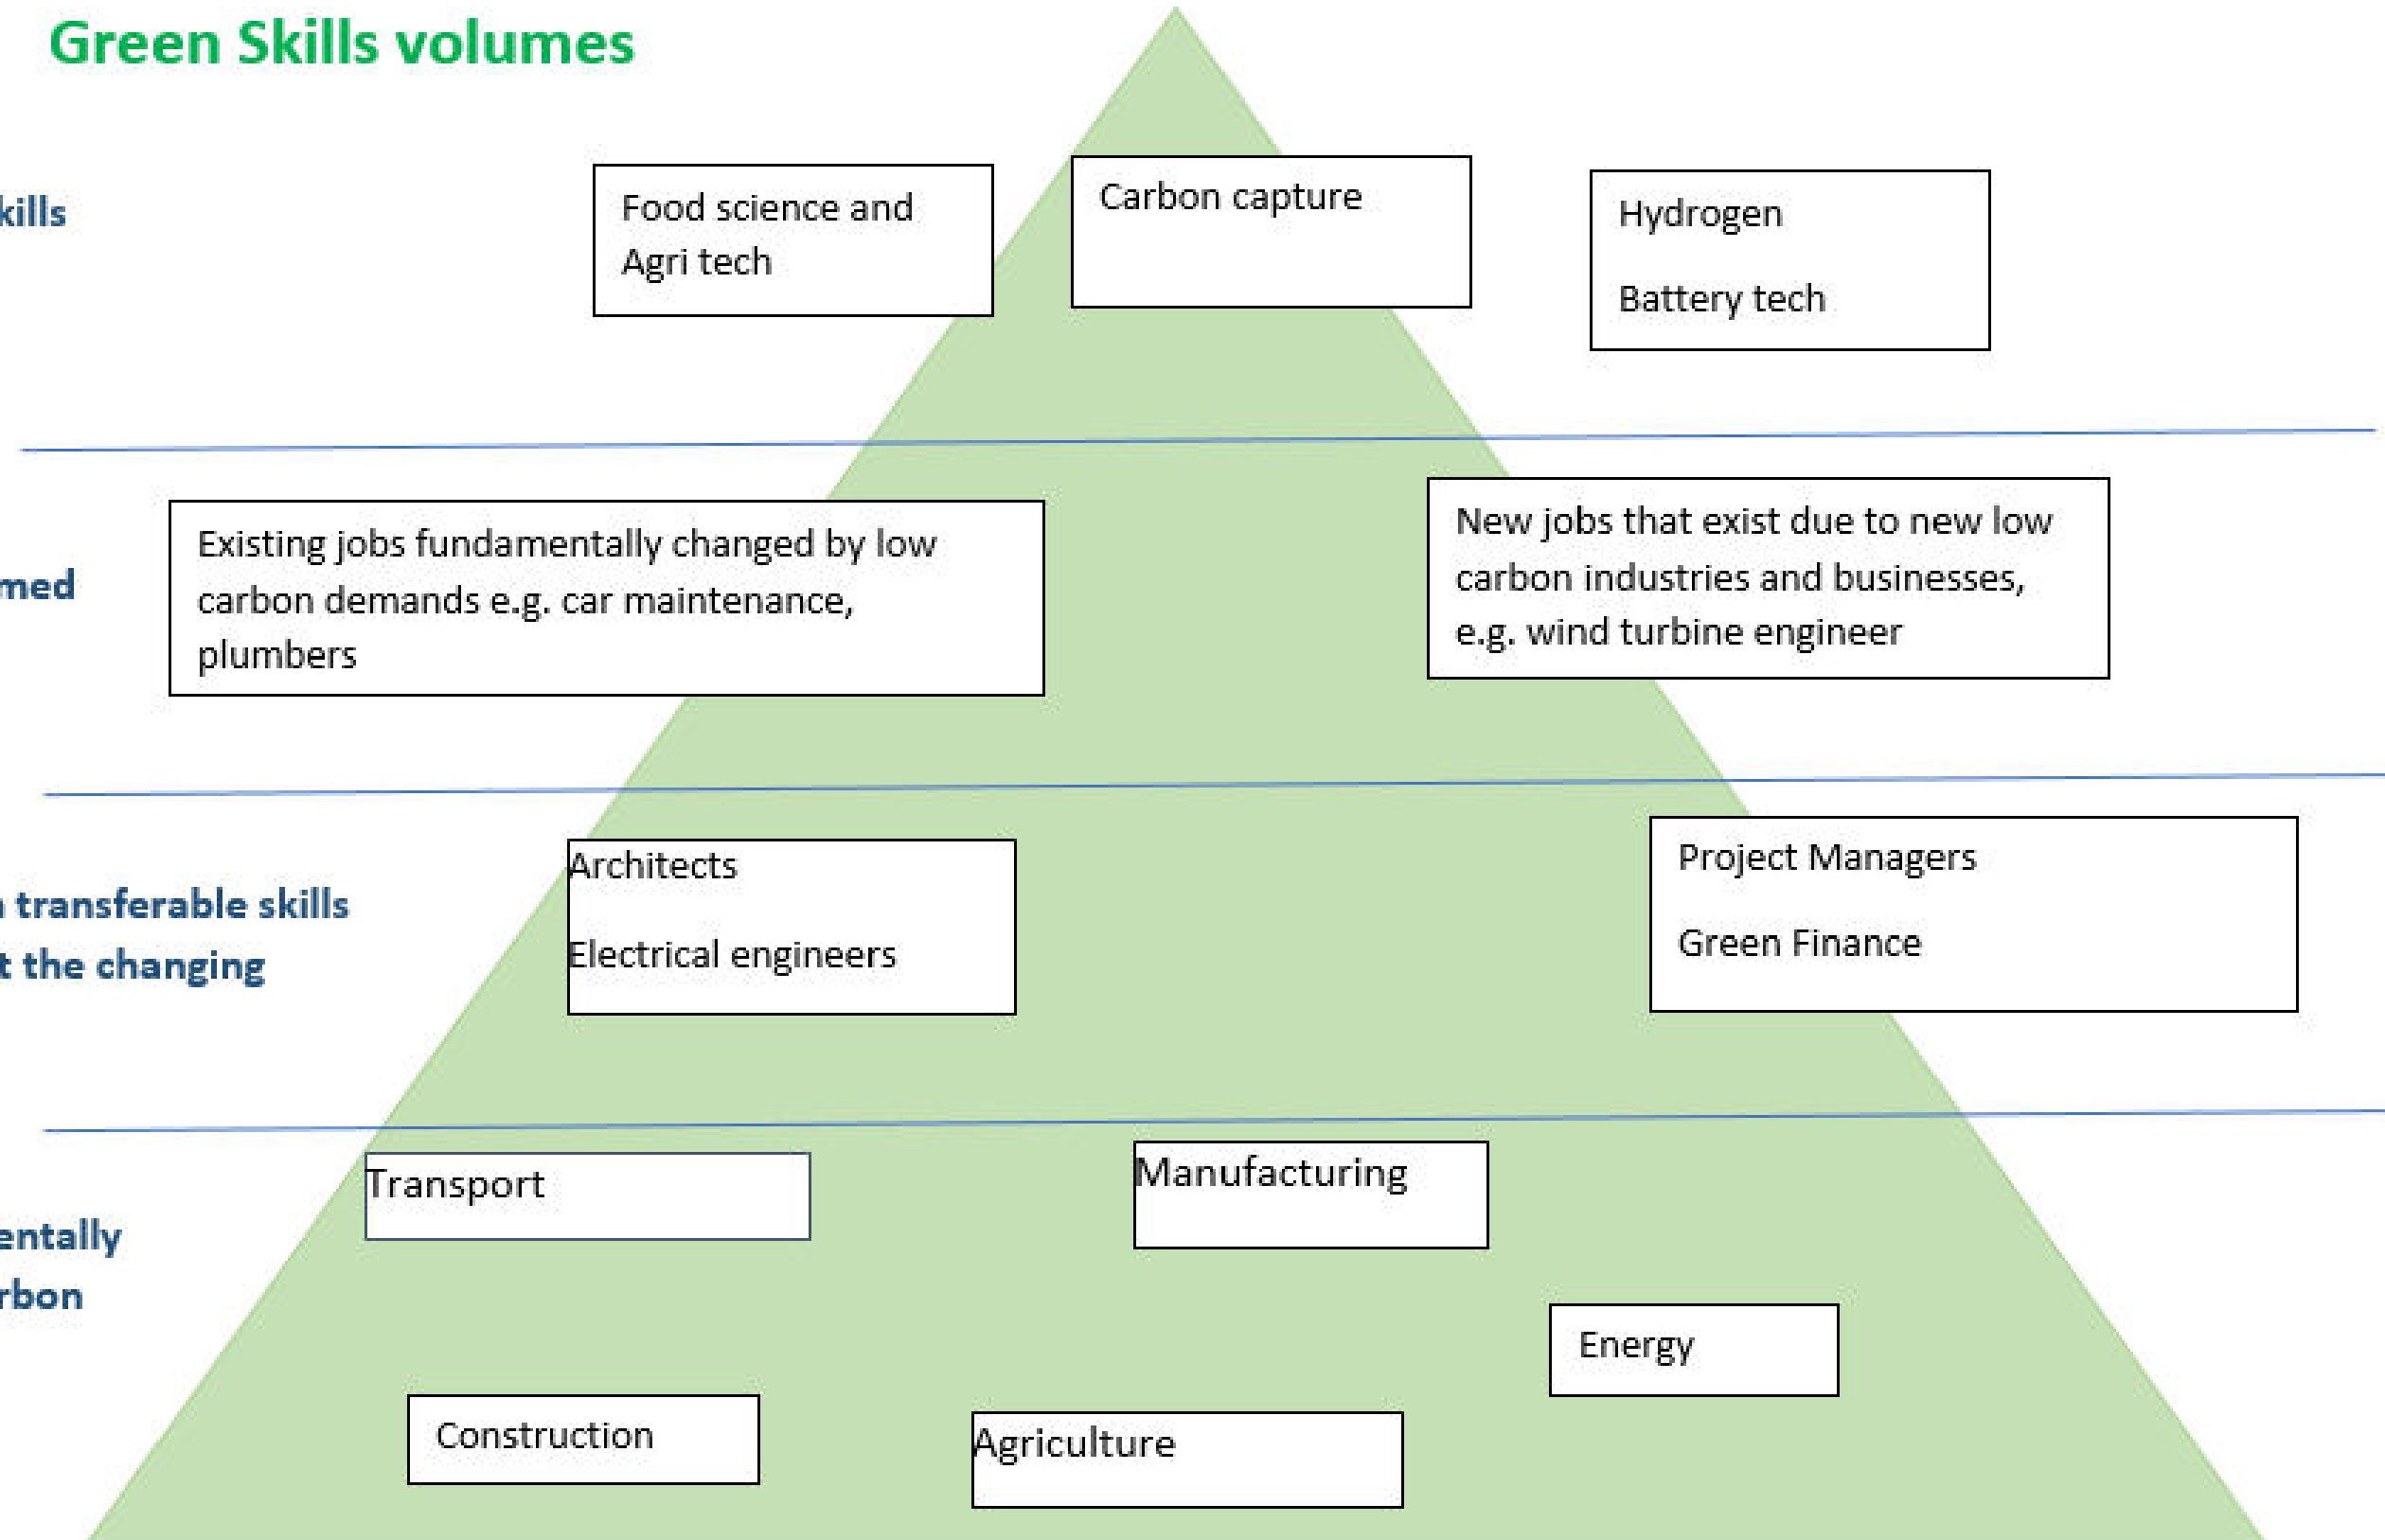 Green Skills volumes
kills
Food science and
Agri tech
Carbon capture
Hydrogen
Battery tech
med
Existing jobs fundamentally changed by low
carbon demands e.g. car maintenance,
plumbers
New jobs that exist due to new low
carbon industries and businesses,
e.g. wind turbine engineer
transferable skills
t the changing
Architects
Electrical engineers
Project Managers
Green Finance
entally
rbon
Transport
Manufacturing
Energy
Construction
Agriculture